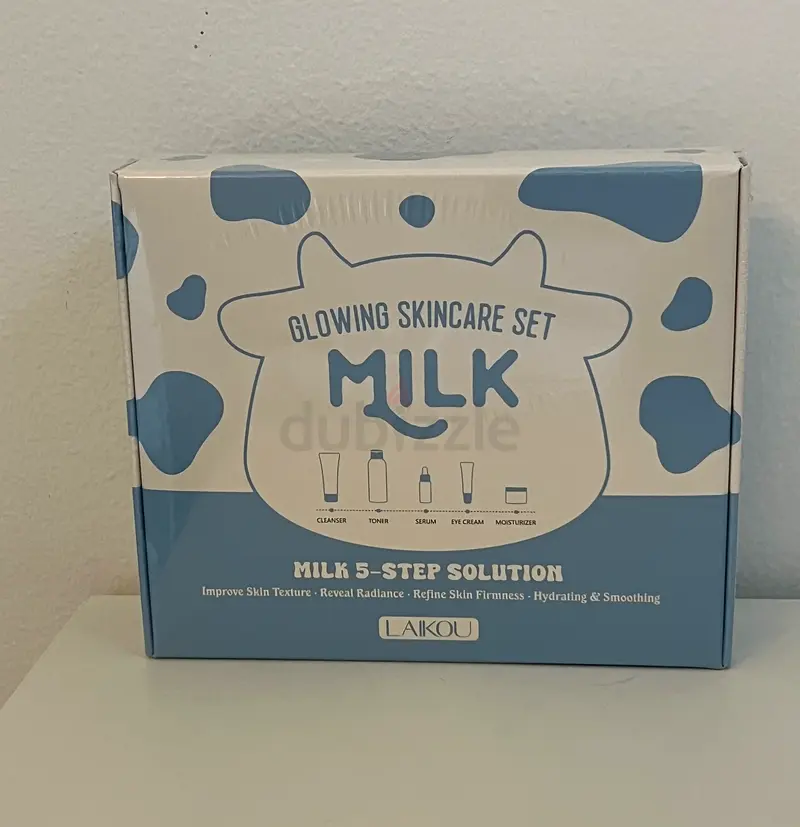 GLOWING SKINCARE SET
MILK
dubizzle
CLEANSER TONER SERUM EYE CREAM MOISTURIZER
MILK 5-STEP SOLUTION
Improve Skin Texture · Reveal Radiance · Refine Skin Firmness · Hydrating & Smoothing
LAIKOU